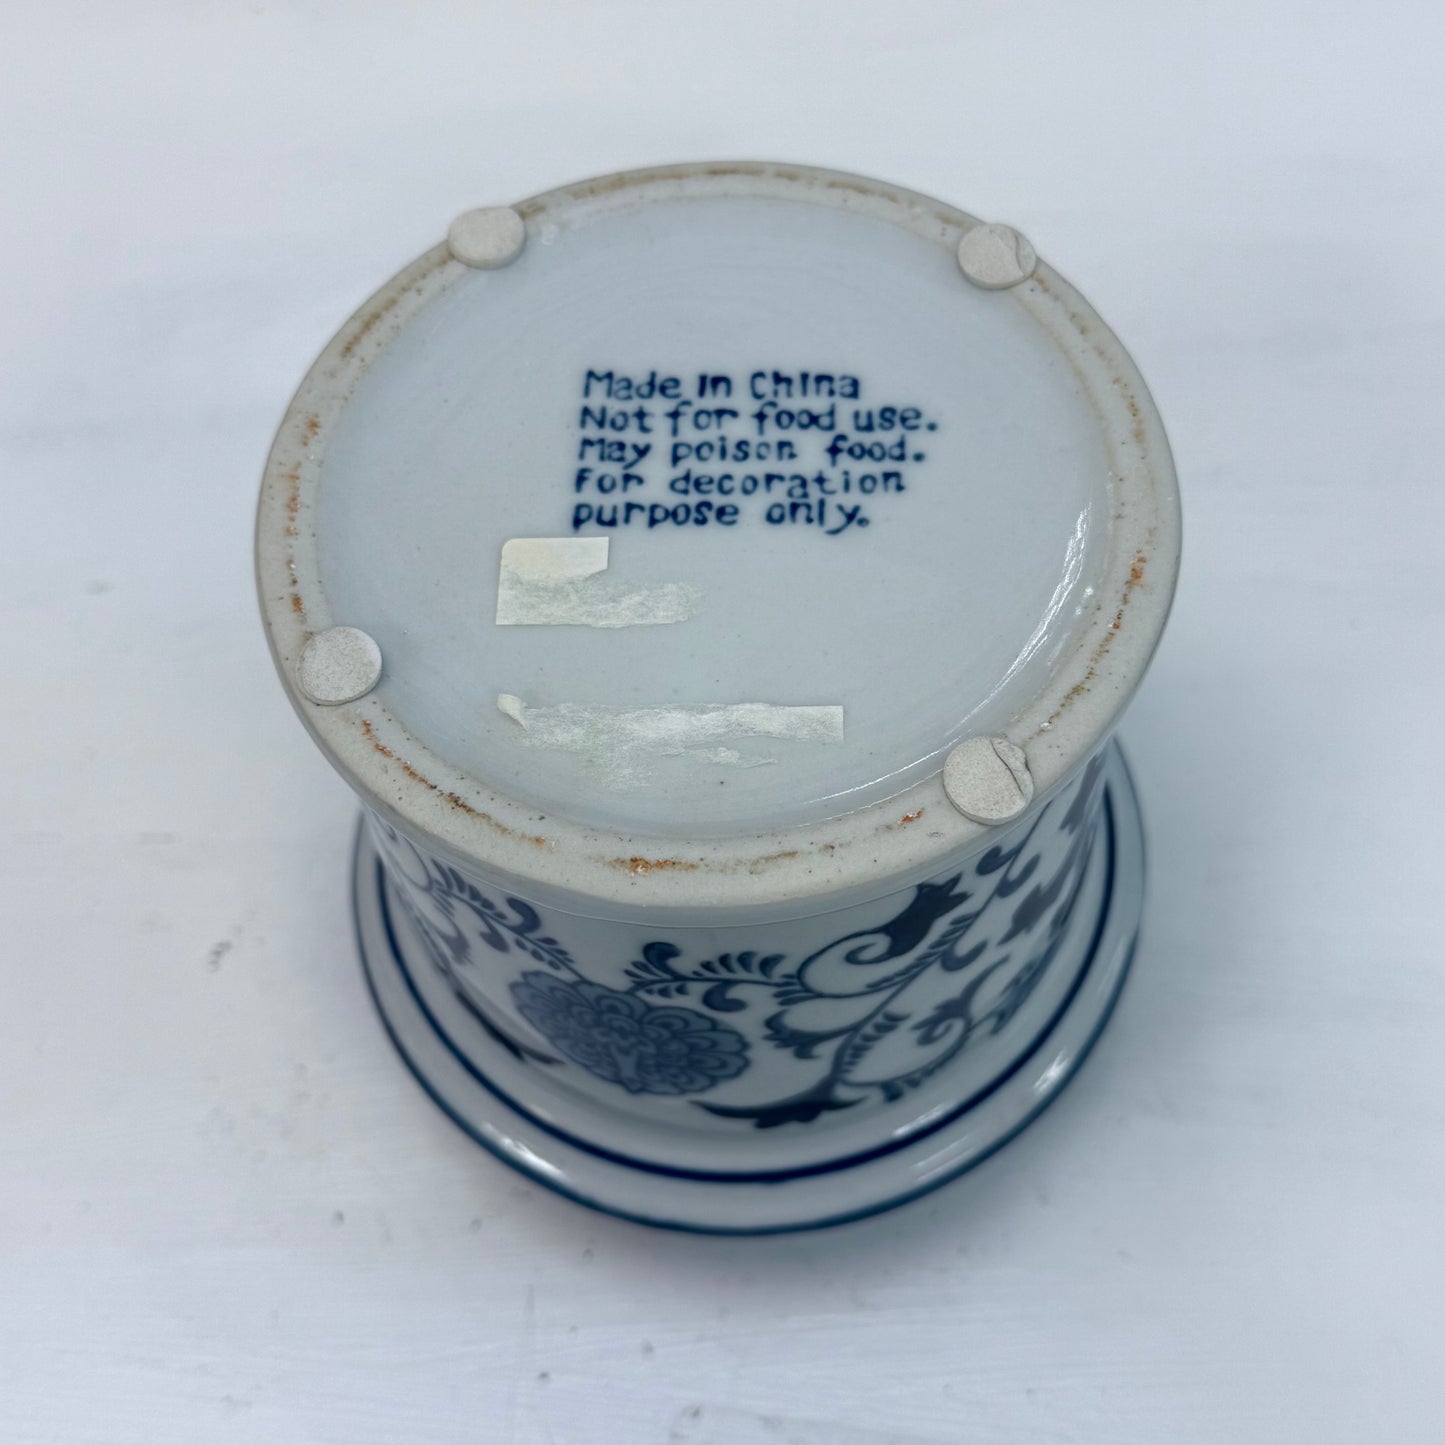 Made in China
Not for food use.
May poison food.
For decoration
purpose only.